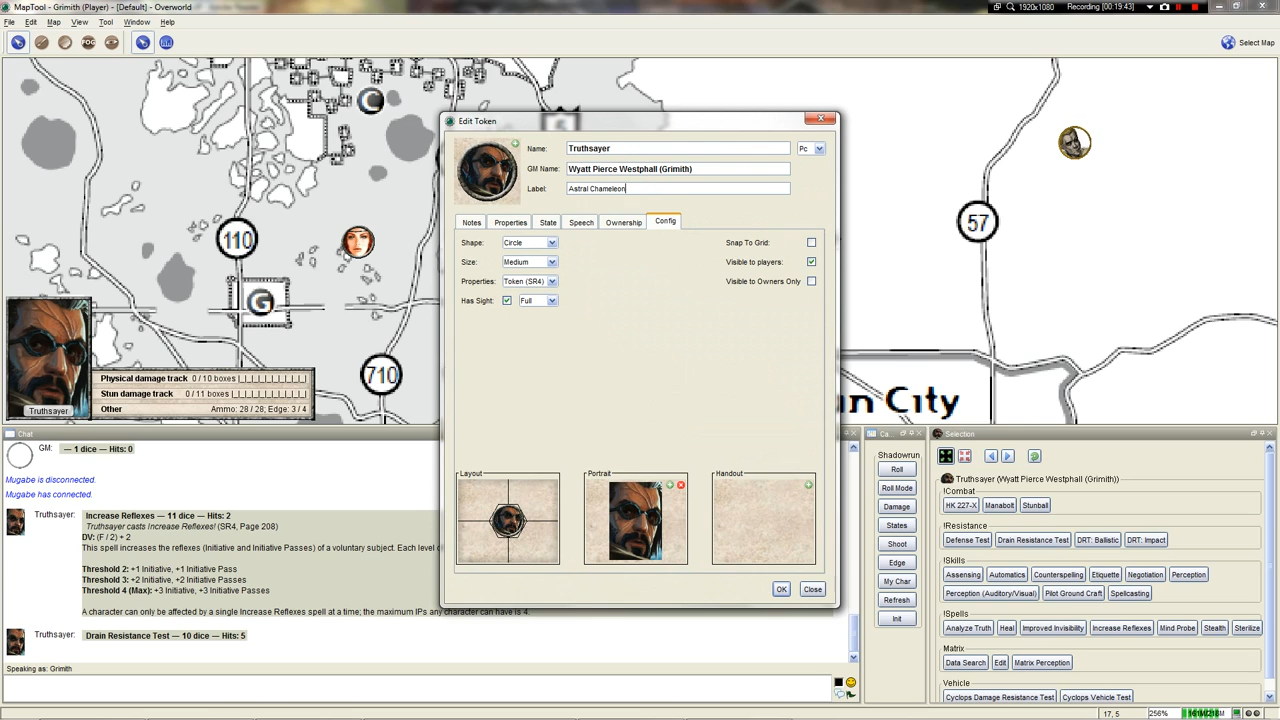 MapTool - Grimith (Player) - [Default] - Overworld
1920x1080
Recording [00:19:43]
File Edit Map View Tool Window Help
FOG
Select Map
C
110
G
710
57
5
un City
Edit Token
Name: Truthsayer Pc
GM Name: Wyatt Pierce Westphall (Grimith)
Label: Astral Chameleon
Notes Properties State Speech Ownership Config
Shape: Circle Snap To Grid:
Size: Medium Visible to players:
Properties: Token (SR4) Visible to Owners Only
Has Sight: Full
Layout Portrait Handout
OK Close
Truthsayer
Physical damage track 0 / 10 boxes
Stun damage track 0 / 11 boxes
Other Ammo: 28 / 28; Edge: 3 / 4
Chat
GM: — 1 dice — Hits: 0
Mugabe is disconnected.
Mugabe has connected.
Truthsayer: Increase Reflexes — 11 dice — Hits: 2
Truthsayer casts Increase Reflexes! (SR4, Page 208)
DV: (F / 2) + 2
This spell increases the reflexes (Initiative and Initiative Passes) of a voluntary subject. Each level
Threshold 2: +1 Initiative, +1 Initiative Pass
Threshold 3: +2 Initiative, +2 Initiative Passes
Threshold 4 (Max): +3 Initiative, +3 Initiative Passes
A character can only be affected by a single Increase Reflexes spell at a time; the maximum IPs any character can have is 4.
Truthsayer: Drain Resistance Test — 10 dice — Hits: 5
Speaking as: Grimith
Ca...
Shadowrun
Roll
Roll Mode
Damage
States
Shoot
Edge
My Char
Refresh
Init
Selection
Truthsayer (Wyatt Pierce Westphall (Grimith))
!Combat
HK 227-X Manabolt Stunball
!Resistance
Defense Test Drain Resistance Test DRT: Ballistic DRT: Impact
!Skills
Assensing Automatics Counterspelling Etiquette Negotiation Perception
Perception (Auditory/Visual) Pilot Ground Craft Spellcasting
!Spells
Analyze Truth Heal Improved Invisibility Increase Reflexes Mind Probe Stealth Sterilize
Matrix
Data Search Edit Matrix Perception
Vehicle
Cyclops Damage Resistance Test Cyclops Vehicle Test
17, 5 256% 161M/218M